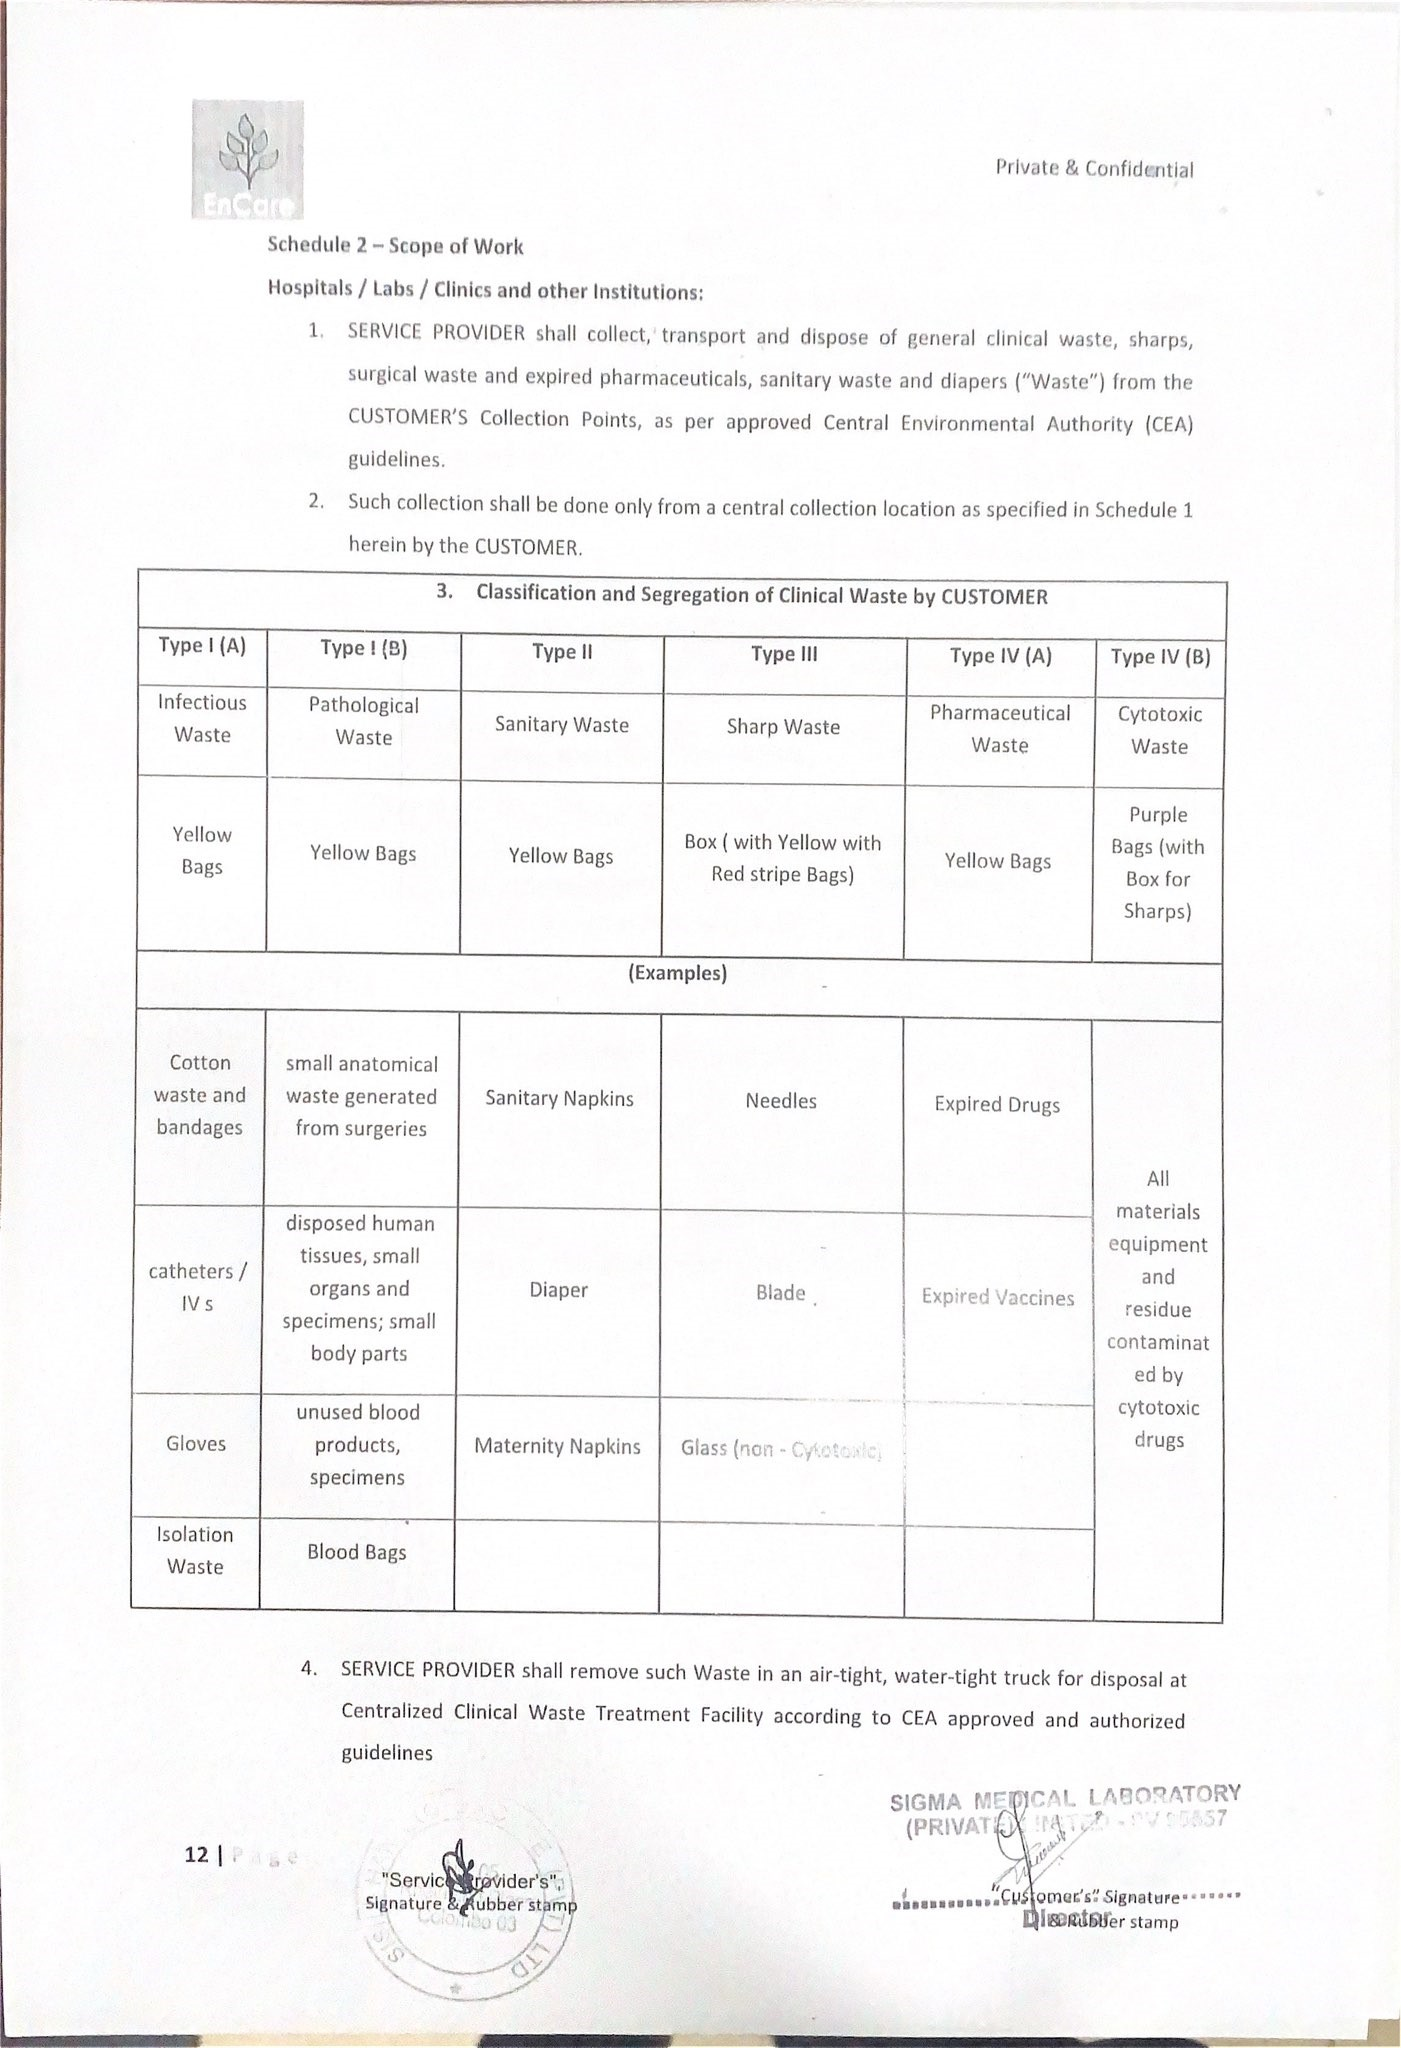 EnCare
Private & Confidential
Schedule 2 – Scope of Work
Hospitals / Labs / Clinics and other Institutions:
1. SERVICE PROVIDER shall collect, transport and dispose of general clinical waste, sharps,
surgical waste and expired pharmaceuticals, sanitary waste and diapers (“Waste”) from the
CUSTOMER’S Collection Points, as per approved Central Environmental Authority (CEA)
guidelines.
2. Such collection shall be done only from a central collection location as specified in Schedule 1
herein by the CUSTOMER.
3. Classification and Segregation of Clinical Waste by CUSTOMER
Type I (A) Type I (B) Type II Type III Type IV (A) Type IV (B)
Infectious
Waste
Pathological
Waste
Sanitary Waste
Sharp Waste
Pharmaceutical
Waste
Cytotoxic
Waste
Yellow
Bags
Yellow Bags
Yellow Bags
Box ( with Yellow with
Red stripe Bags)
Yellow Bags
Purple
Bags (with
Box for
Sharps)
(Examples)
Cotton
waste and
bandages
small anatomical
waste generated
from surgeries
Sanitary Napkins
Needles
Expired Drugs
All
materials
equipment
and
residue
contaminat
ed by
cytotoxic
drugs
catheters /
IV s
disposed human
tissues, small
organs and
specimens; small
body parts
Diaper
Blade
Expired Vaccines
Gloves
unused blood
products,
specimens
Maternity Napkins
Glass (non - Cytotoxic)
Isolation
Waste
Blood Bags
4. SERVICE PROVIDER shall remove such Waste in an air-tight, water-tight truck for disposal at
Centralized Clinical Waste Treatment Facility according to CEA approved and authorized
guidelines
SIGMA MEDICAL LABORATORY
(PRIVATE)
12 | Page
"Service Provider's"
Signature & Rubber stamp
Colombo 03
LTD
“Customer’s” Signature
Director
& Rubber stamp